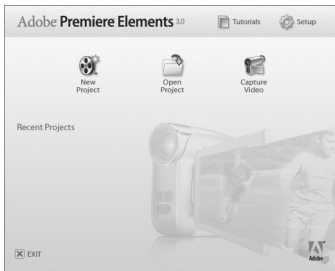 Adobe Premiere Elements 3.0
Tutorials
Setup
New
Project
Open
Project
Capture
Video
Recent Projects
EXIT
Adobe